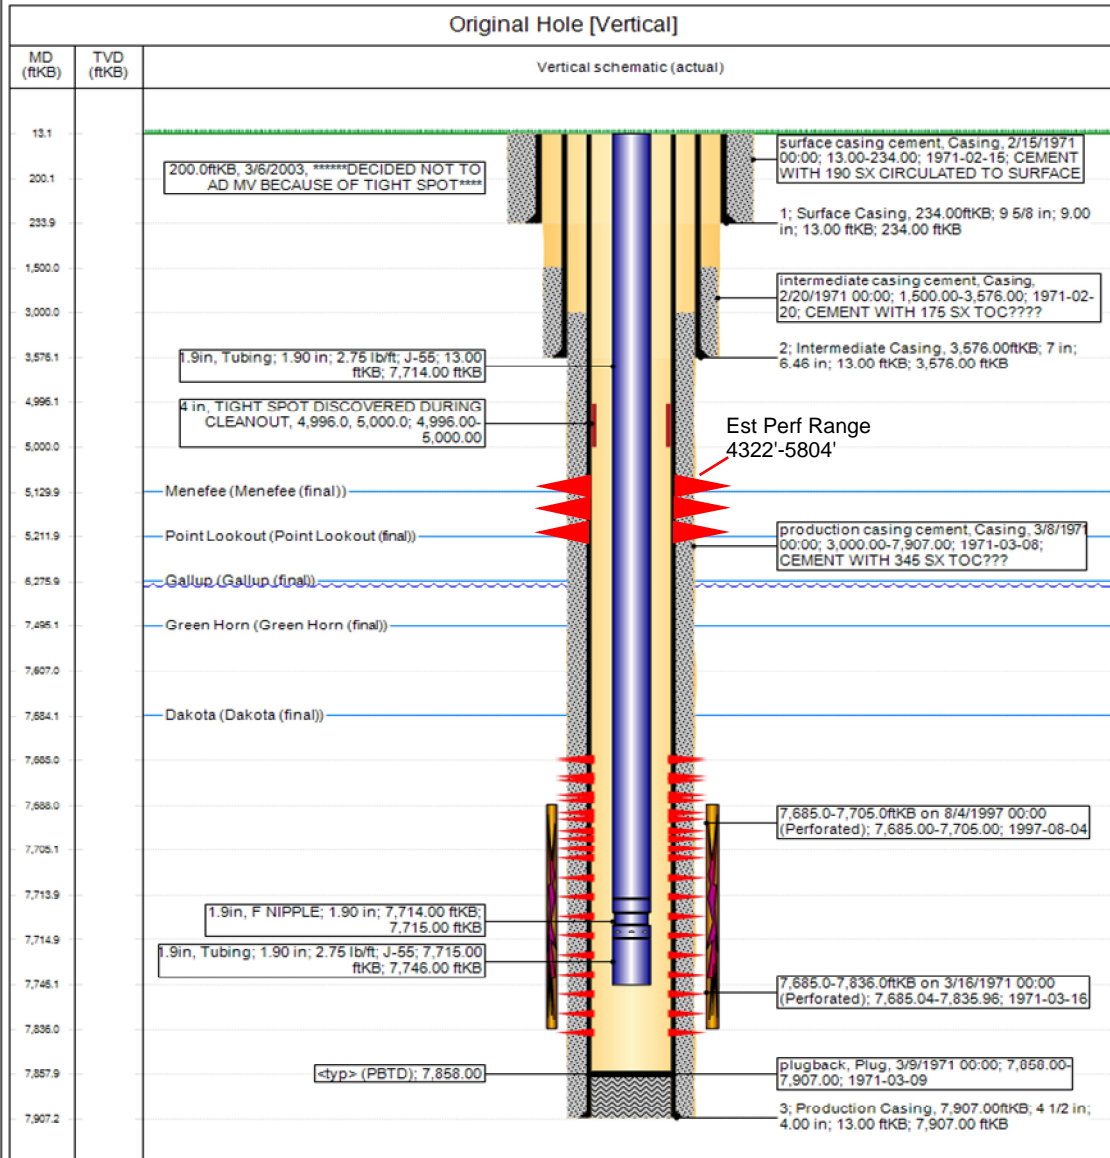 Original Hole [Vertical]
MD
(ftKB)
TVD
(ftKB)
Vertical schematic (actual)
13.1
200.1
233.9
1,500.0
3,000.0
3,576.1
4,996.1
5,000.0
5,129.9
5,211.9
6,275.9
7,495.1
7,607.0
7,684.1
7,685.0
7,688.0
7,705.1
7,713.9
7,714.9
7,746.1
7,836.0
7,857.9
7,907.2
200.0ftKB, 3/6/2003, ******DECIDED NOT TO
AD MV BECAUSE OF TIGHT SPOT****
surface casing cement, Casing, 2/15/1971
00:00; 13.00-234.00; 1971-02-15; CEMENT
WITH 190 SX CIRCULATED TO SURFACE
1; Surface Casing, 234.00ftKB; 9 5/8 in; 9.00
in; 13.00 ftKB; 234.00 ftKB
intermediate casing cement, Casing,
2/20/1971 00:00; 1,500.00-3,576.00; 1971-02-
20; CEMENT WITH 175 SX TOC????
2; Intermediate Casing, 3,576.00ftKB; 7 in;
6.46 in; 13.00 ftKB; 3,576.00 ftKB
1.9in, Tubing; 1.90 in; 2.75 lb/ft; J-55; 13.00
ftKB; 7,714.00 ftKB
4 in, TIGHT SPOT DISCOVERED DURING
CLEANOUT, 4,996.0, 5,000.0; 4,996.00-
5,000.00
Est Perf Range
4322'-5804'
Menefee (Menefee (final))
Point Lookout (Point Lookout (final))
production casing cement, Casing, 3/8/1971
00:00; 3,000.00-7,907.00; 1971-03-08;
CEMENT WITH 345 SX TOC???
Gallup (Gallup (final))
Green Horn (Green Horn (final))
Dakota (Dakota (final))
7,685.0-7,705.0ftKB on 8/4/1997 00:00
(Perforated); 7,685.00-7,705.00; 1997-08-04
1.9in, F NIPPLE; 1.90 in; 7,714.00 ftKB;
7,715.00 ftKB
1.9in, Tubing; 1.90 in; 2.75 lb/ft; J-55; 7,715.00
ftKB; 7,746.00 ftKB
7,685.0-7,836.0ftKB on 3/16/1971 00:00
(Perforated); 7,685.04-7,835.96; 1971-03-16
<typ> (PBTD); 7,858.00
plugback, Plug, 3/9/1971 00:00; 7,858.00-
7,907.00; 1971-03-09
3; Production Casing, 7,907.00ftKB; 4 1/2 in;
4.00 in; 13.00 ftKB; 7,907.00 ftKB